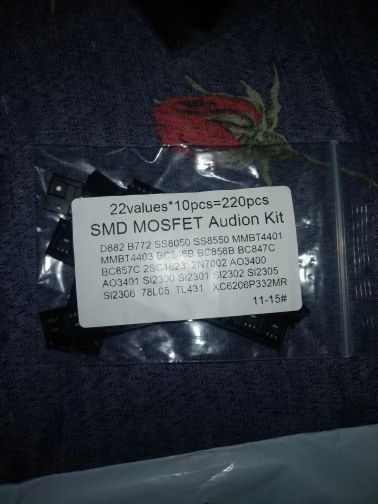 22values*10pcs=220pcs
SMD MOSFET Audion Kit
D882 B772 SS8050 SS8550 MMBT4401
MMBT4403 BC846B BC856B BC847C
BC857C 2SC1623 2N7002 AO3400
AO3401 SI2300 SI2301 SI2302 SI2305
SI2306 78L05 TL431 XC6206P332MR
11-15#